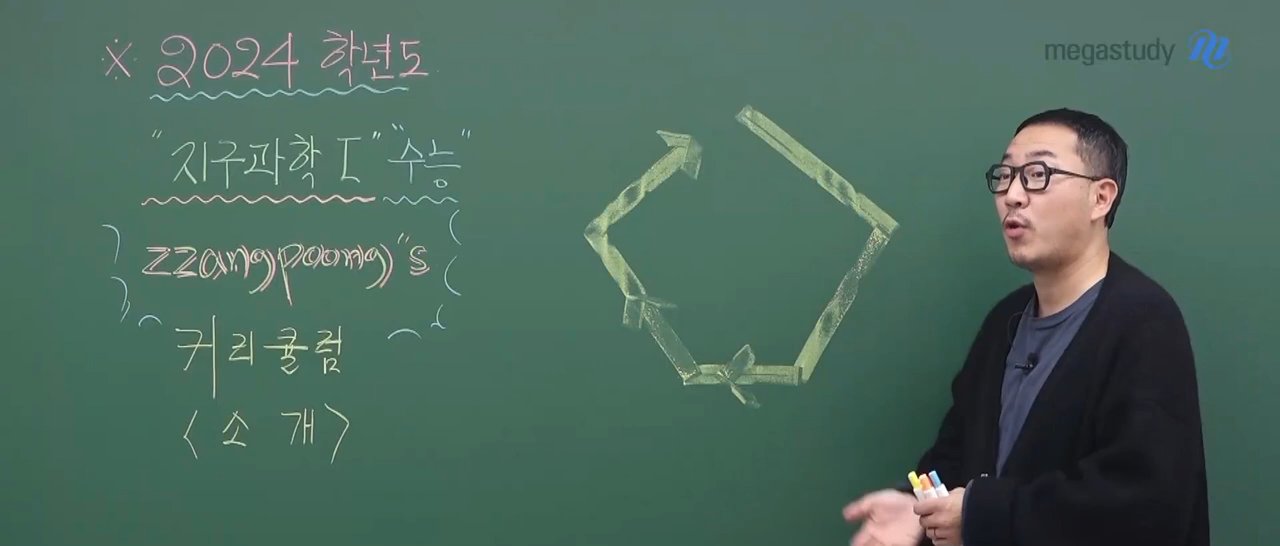 ※ 2024 학년도
"지구과학 I" "수능"
zzangpoong"s
커리큘럼
<소개>
megastudy